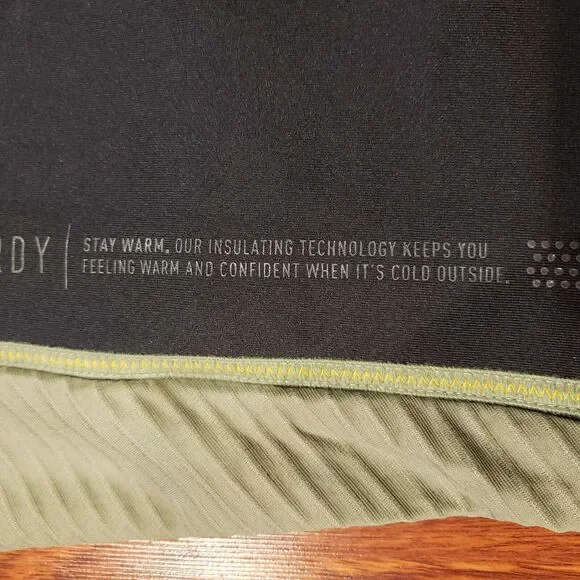 RDY
STAY WARM. OUR INSULATING TECHNOLOGY KEEPS YOU
FEELING WARM AND CONFIDENT WHEN IT'S COLD OUTSIDE.